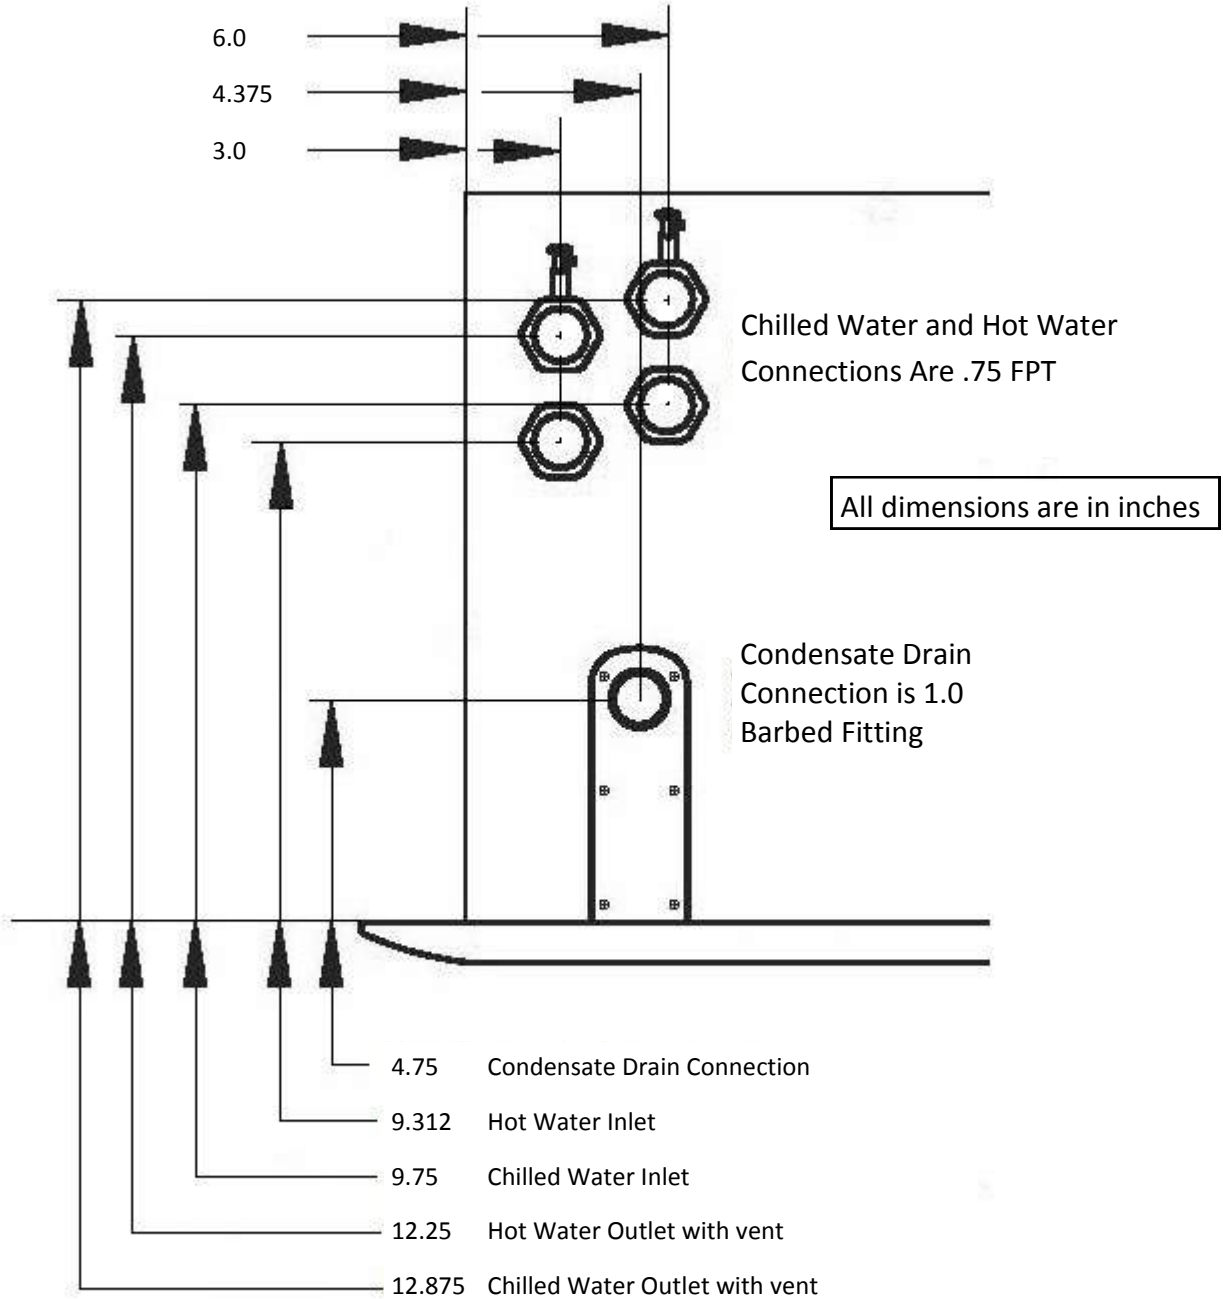 6.0
4.375
3.0
Chilled Water and Hot Water
Connections Are .75 FPT
All dimensions are in inches
Condensate Drain
Connection is 1.0
Barbed Fitting
4.75 Condensate Drain Connection
9.312 Hot Water Inlet
9.75 Chilled Water Inlet
12.25 Hot Water Outlet with vent
12.875 Chilled Water Outlet with vent